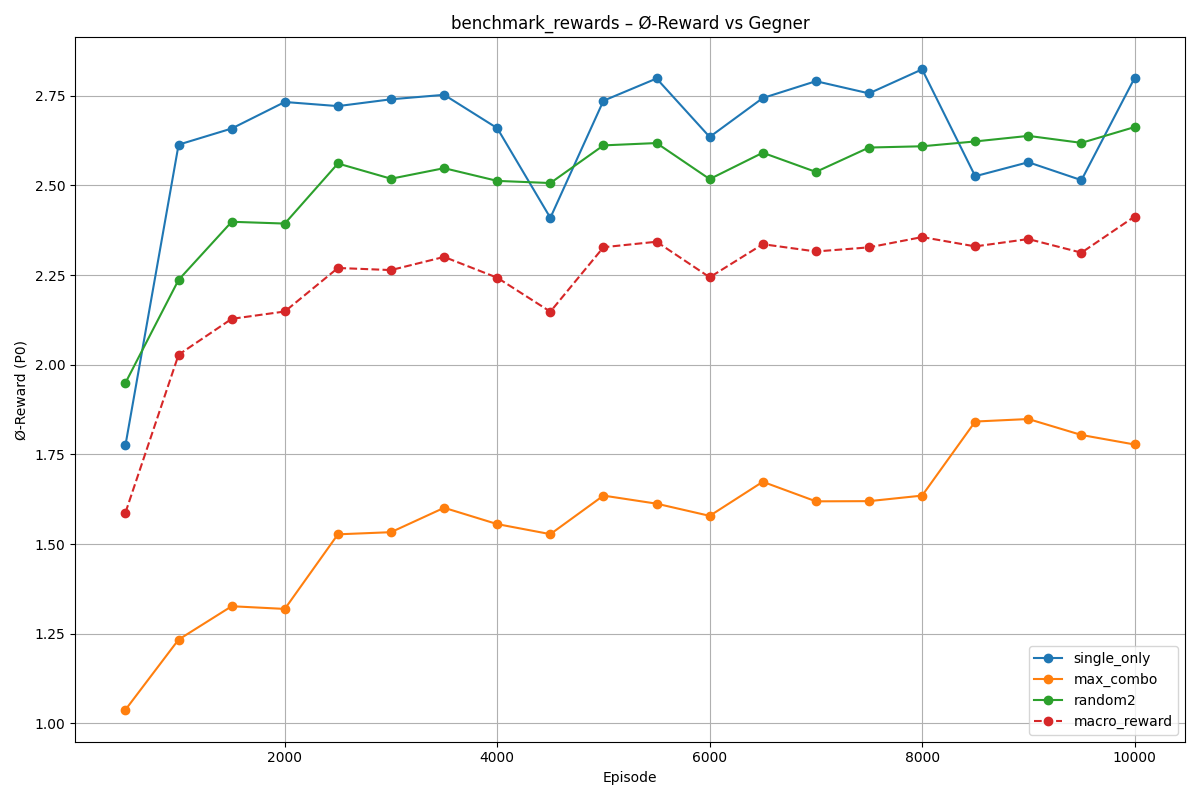 benchmark_rewards – Ø-Reward vs Gegner
Ø-Reward (P0)
2.75
2.50
2.25
2.00
1.75
1.50
1.25
1.00
single_only
max_combo
random2
macro_reward
2000 4000 6000 8000 10000
Episode